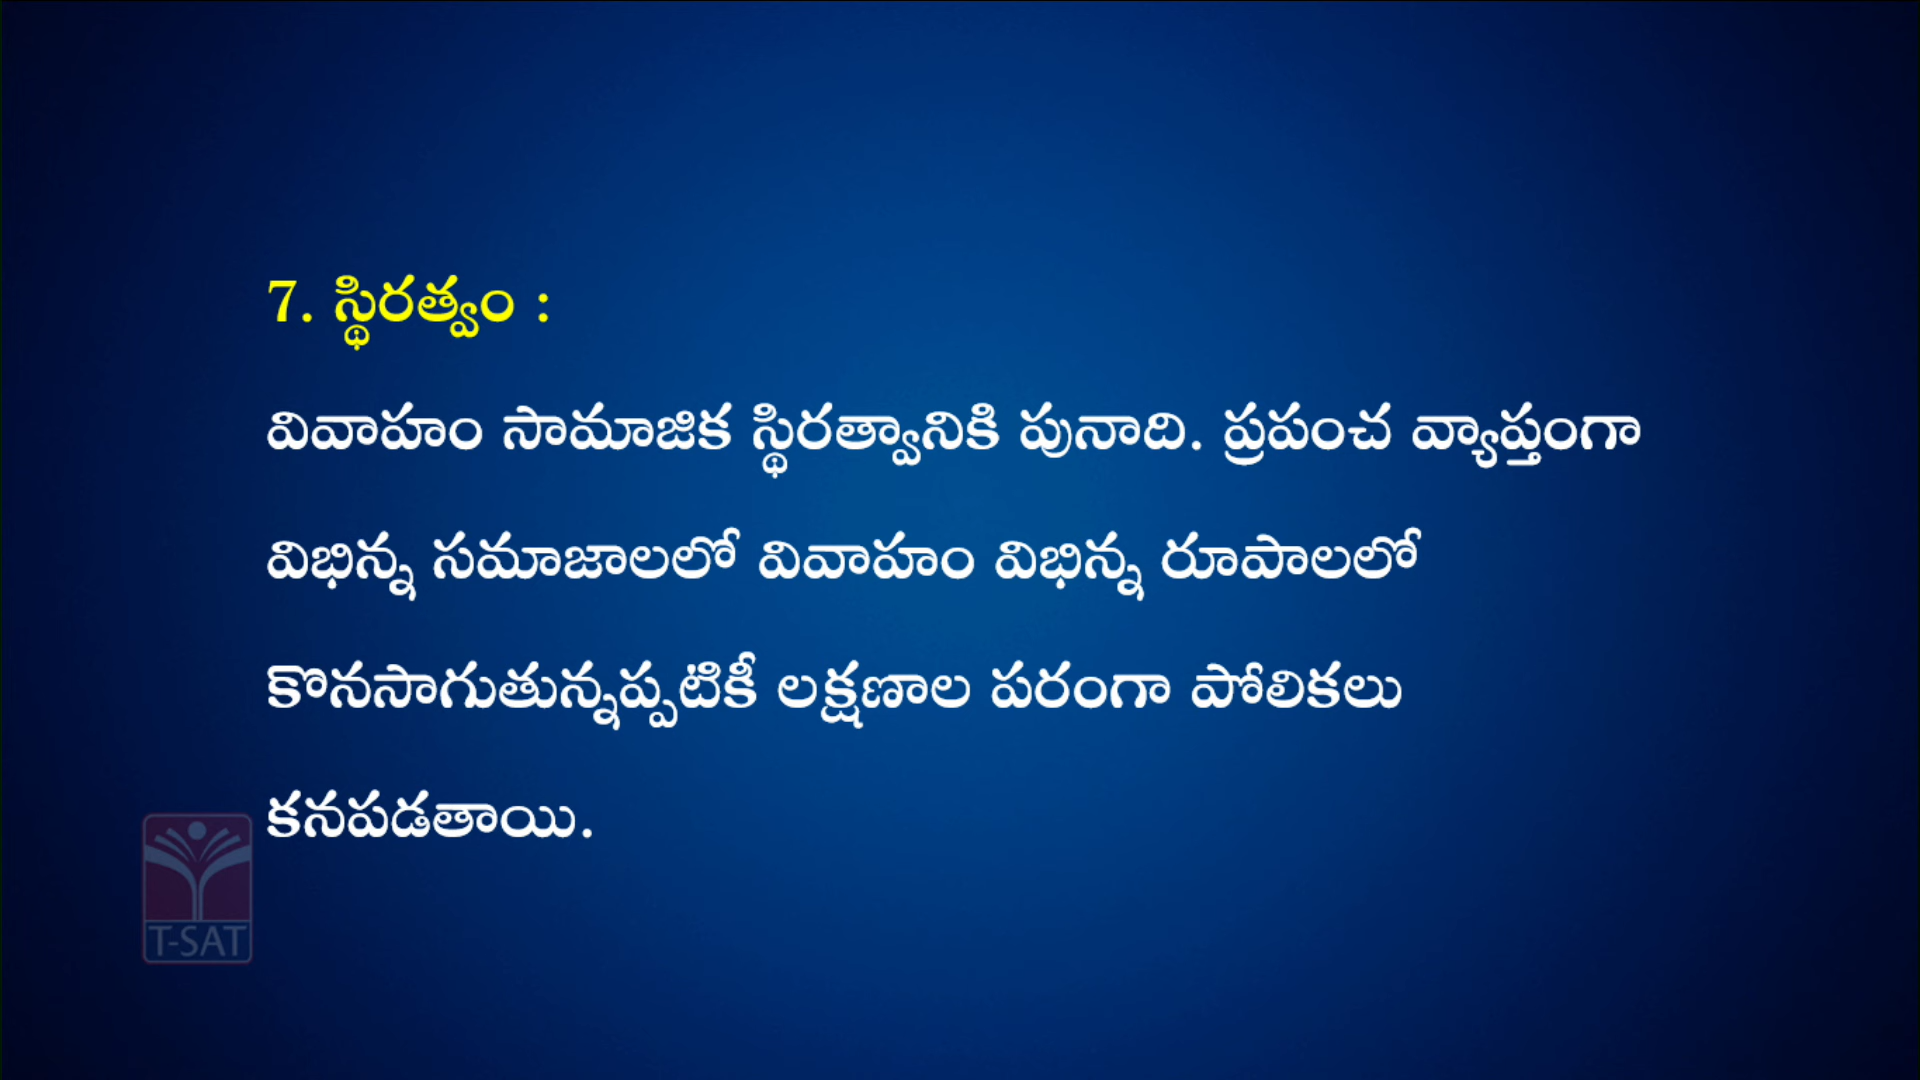 7. స్థిరత్వం :
వివాహం సామాజిక స్థిరత్వానికి పునాది. ప్రపంచ వ్యాప్తంగా
విభిన్న సమాజాలలో వివాహం విభిన్న రూపాలలో
కొనసాగుతున్నప్పటికీ లక్షణాల పరంగా పోలికలు
కనపడతాయి.
T-SAT